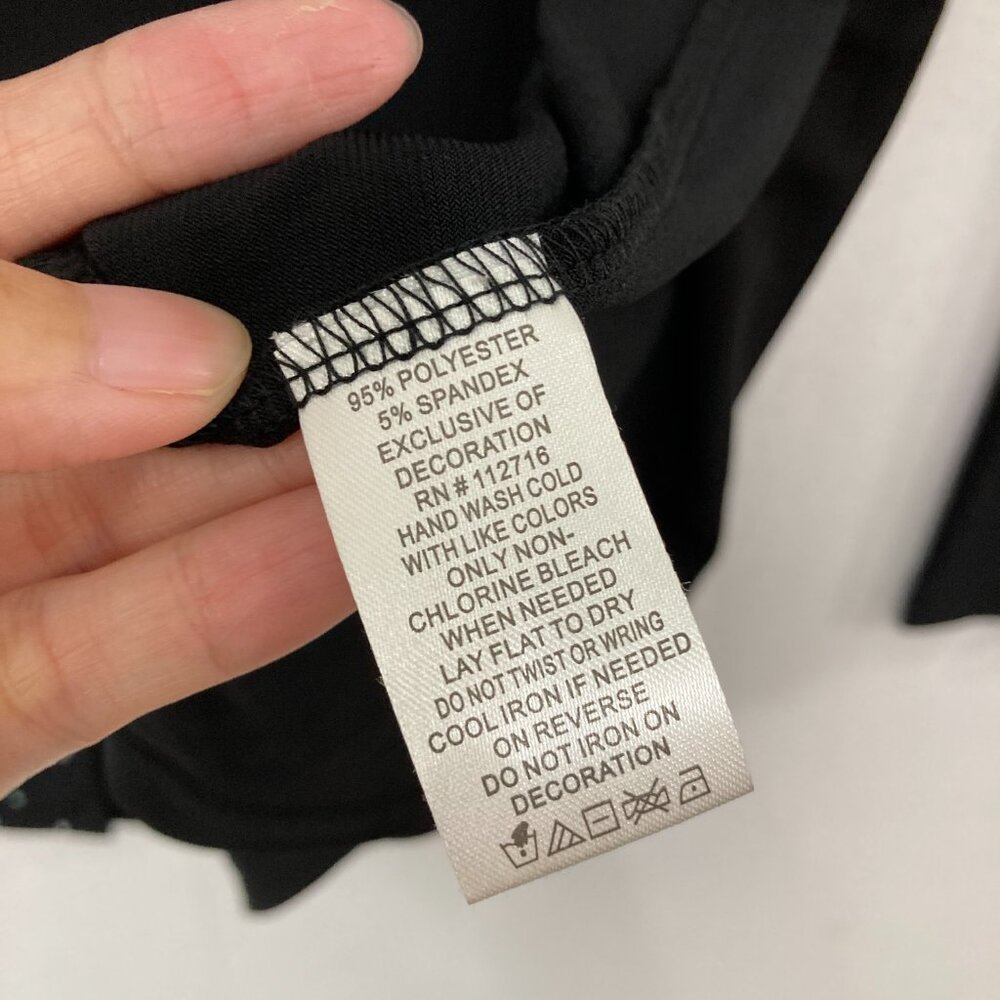 95% POLYESTER
5% SPANDEX
EXCLUSIVE OF
DECORATION
RN # 112716
HAND WASH COLD
WITH LIKE COLORS
ONLY NON-
CHLORINE BLEACH
WHEN NEEDED
LAY FLAT TO DRY
DO NOT TWIST OR WRING
COOL IRON IF NEEDED
ON REVERSE
DO NOT IRON ON
DECORATION